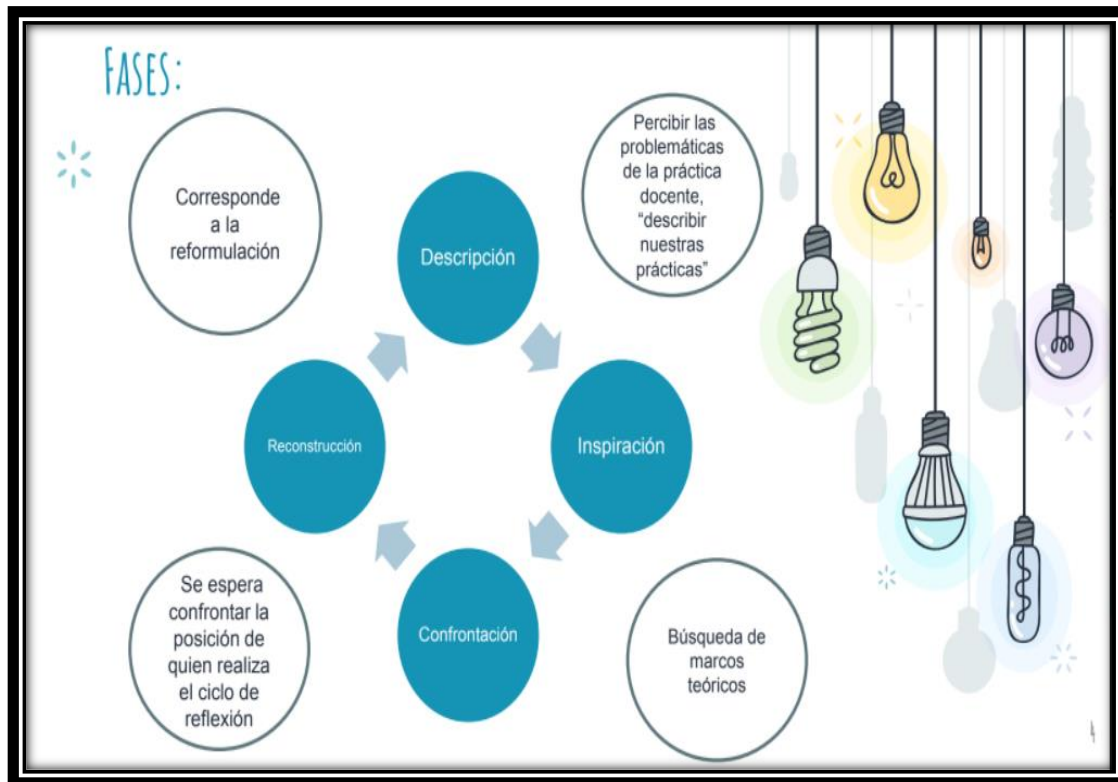 FASES:
Corresponde
a la
reformulación
Descripción
Percibir las
problemáticas
de la práctica
docente,
“describir
nuestras
prácticas”
Reconstrucción
Inspiración
Se espera
confrontar la
posición de
quien realiza
el ciclo de
reflexión
Confrontación
Búsqueda de
marcos
teóricos
4